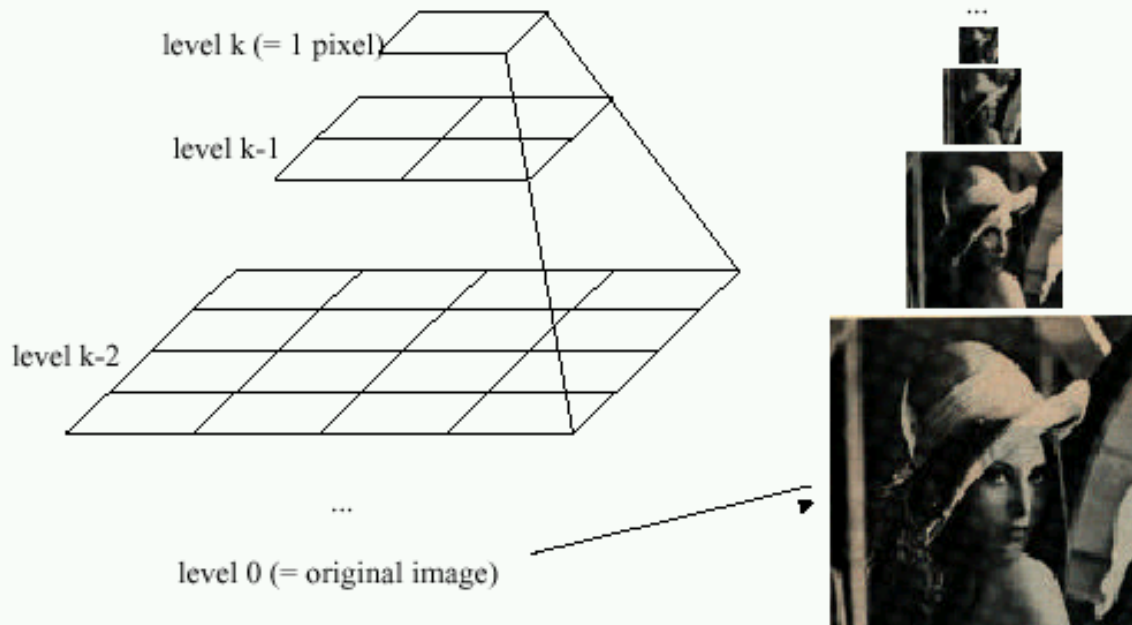 ...
level k (= 1 pixel)
level k-1
level k-2
...
level 0 (= original image)